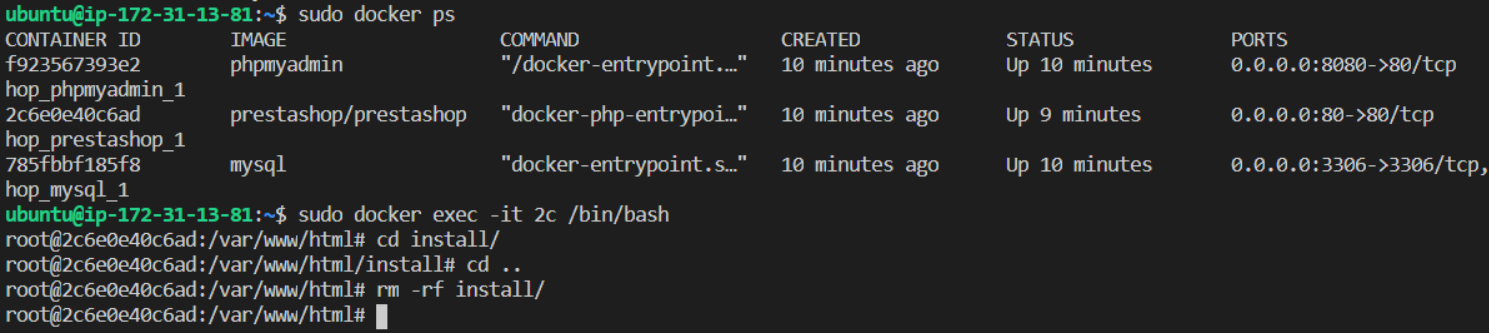 ubuntu@ip-172-31-13-81:~$ sudo docker ps
CONTAINER ID IMAGE COMMAND CREATED STATUS PORTS
f923567393e2 phpmyadmin "/docker-entrypoint.…" 10 minutes ago Up 10 minutes 0.0.0.0:8080->80/tcp
hop_phpmyadmin_1
2c6e0e40c6ad prestashop/prestashop "docker-php-entrypoi…" 10 minutes ago Up 9 minutes 0.0.0.0:80->80/tcp
hop_prestashop_1
785fbbf185f8 mysql "docker-entrypoint.s…" 10 minutes ago Up 10 minutes 0.0.0.0:3306->3306/tcp,
hop_mysql_1
ubuntu@ip-172-31-13-81:~$ sudo docker exec -it 2c /bin/bash
root@2c6e0e40c6ad:/var/www/html# cd install/
root@2c6e0e40c6ad:/var/www/html/install# cd ..
root@2c6e0e40c6ad:/var/www/html# rm -rf install/
root@2c6e0e40c6ad:/var/www/html#